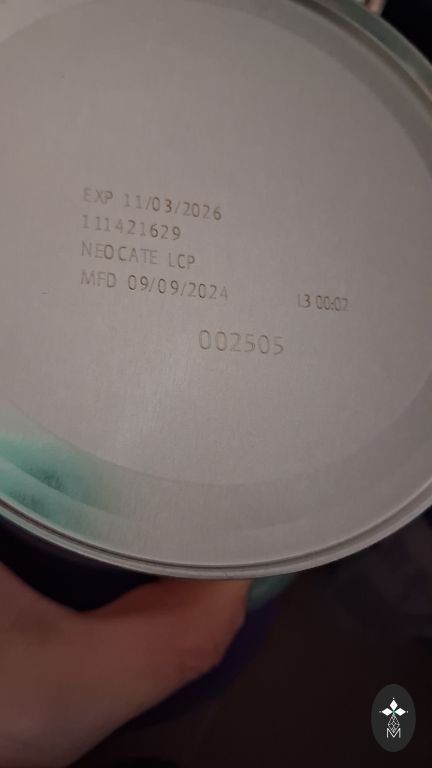 EXP 11/03/2026
111421629
NEOCATE LCP
MFD 09/09/2024 L3 00:02
002505
M